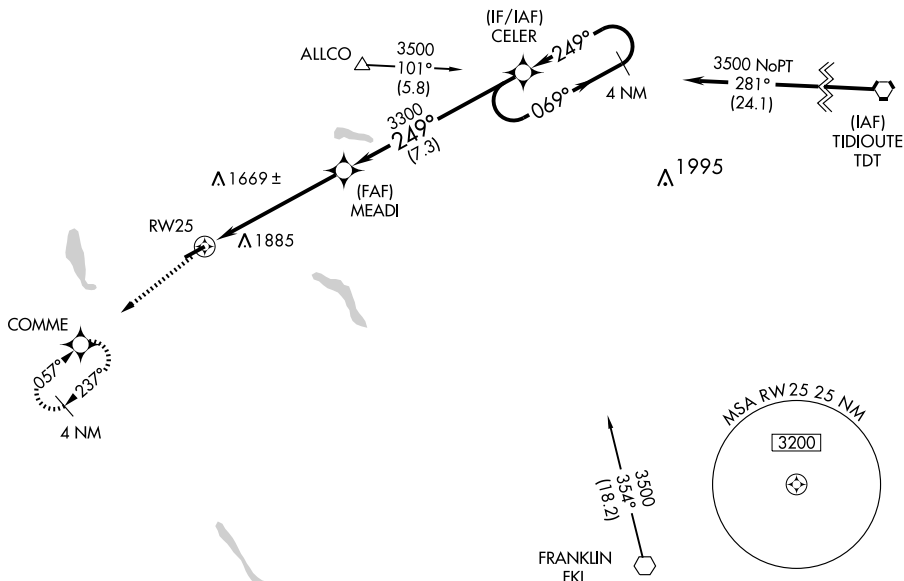 (IF/IAF)
CELER
ALLCO
3500
101°
(5.8)
249°
069°
4 NM
3500 NoPT
281°
(24.1)
(IAF)
TIDIOUTE
TDT
3300
249°
(7.3)
1669 ±
(FAF)
MEADI
1995
RW25
1885
COMME
057°
237°
4 NM
MSA RW25 25 NM
3200
3500
354°
(18.2)
FRANKLIN